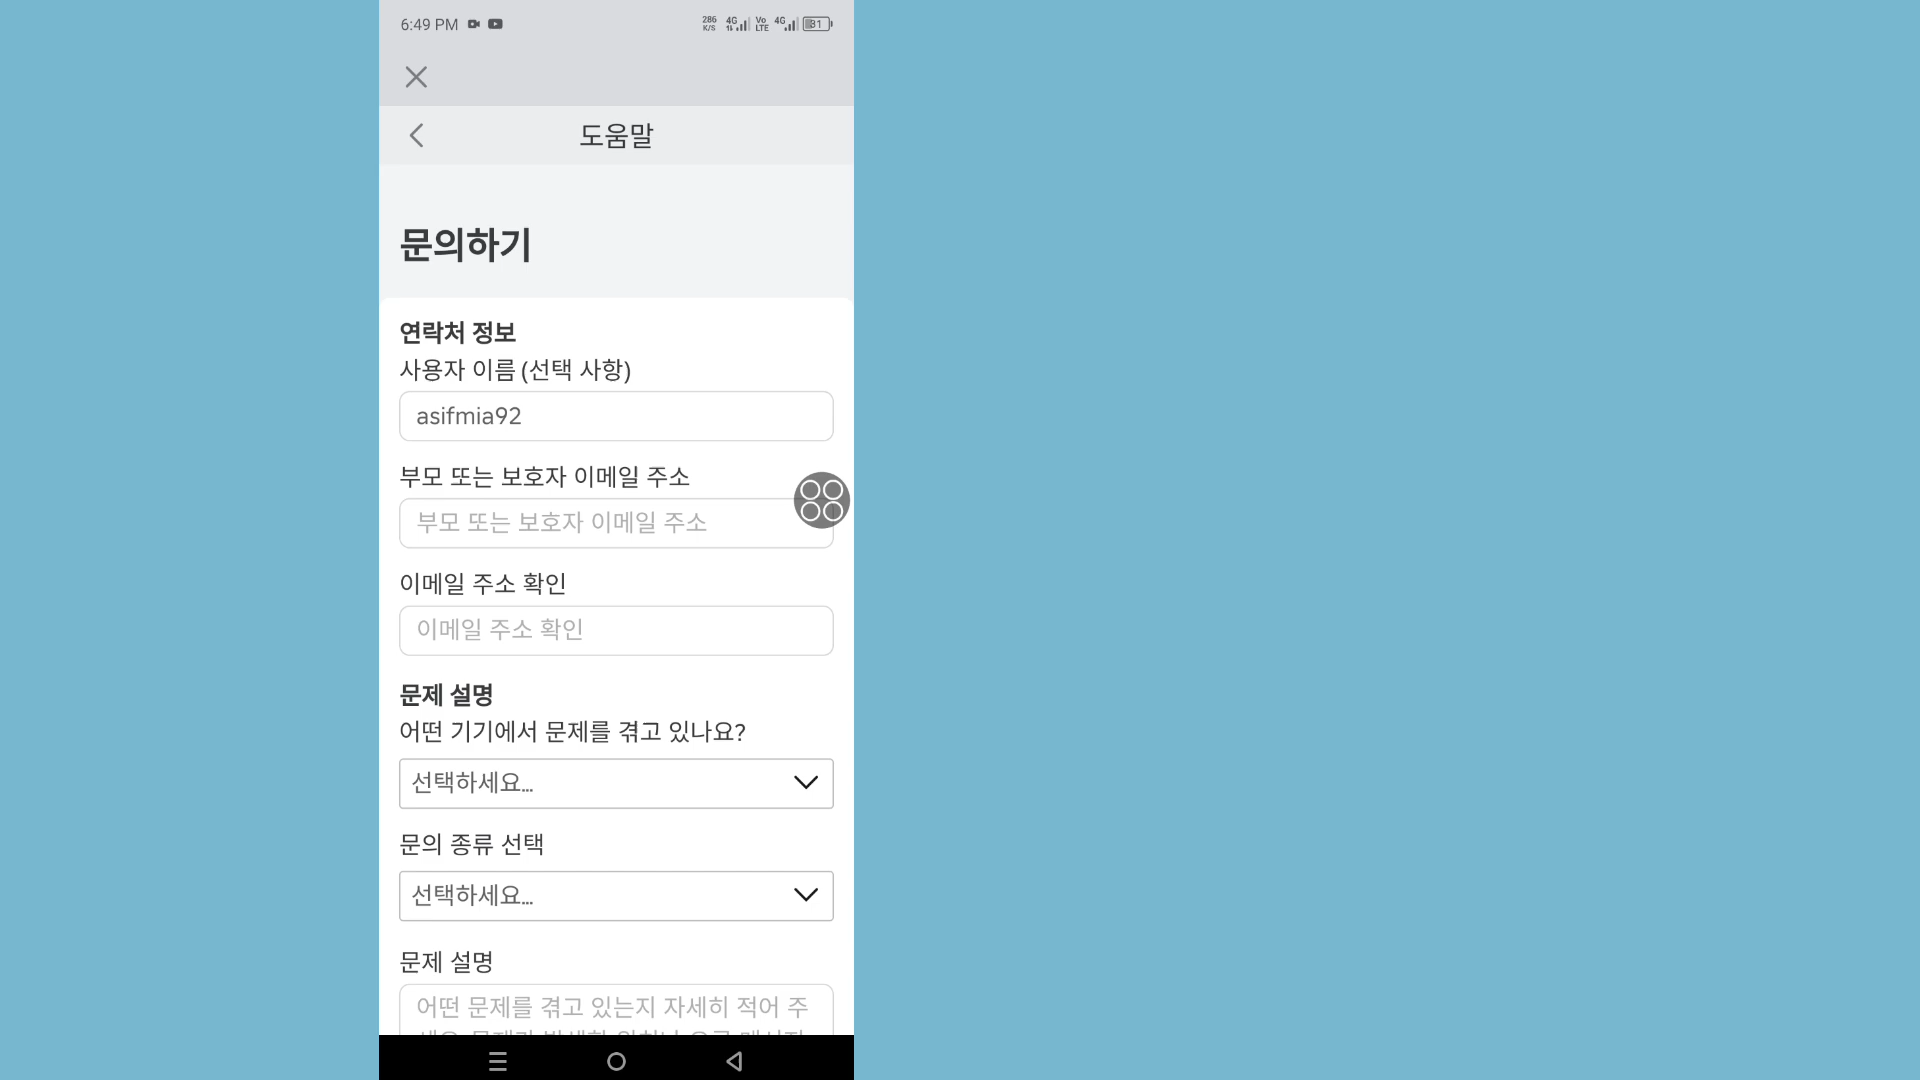 6:49 PM
286 K/S 4G Vo LTE 4G 31
도움말
문의하기
연락처 정보
사용자 이름 (선택 사항)
asifmia92
부모 또는 보호자 이메일 주소
부모 또는 보호자 이메일 주소
이메일 주소 확인
이메일 주소 확인
문제 설명
어떤 기기에서 문제를 겪고 있나요?
선택하세요...
문의 종류 선택
선택하세요...
문제 설명
어떤 문제를 겪고 있는지 자세히 적어 주